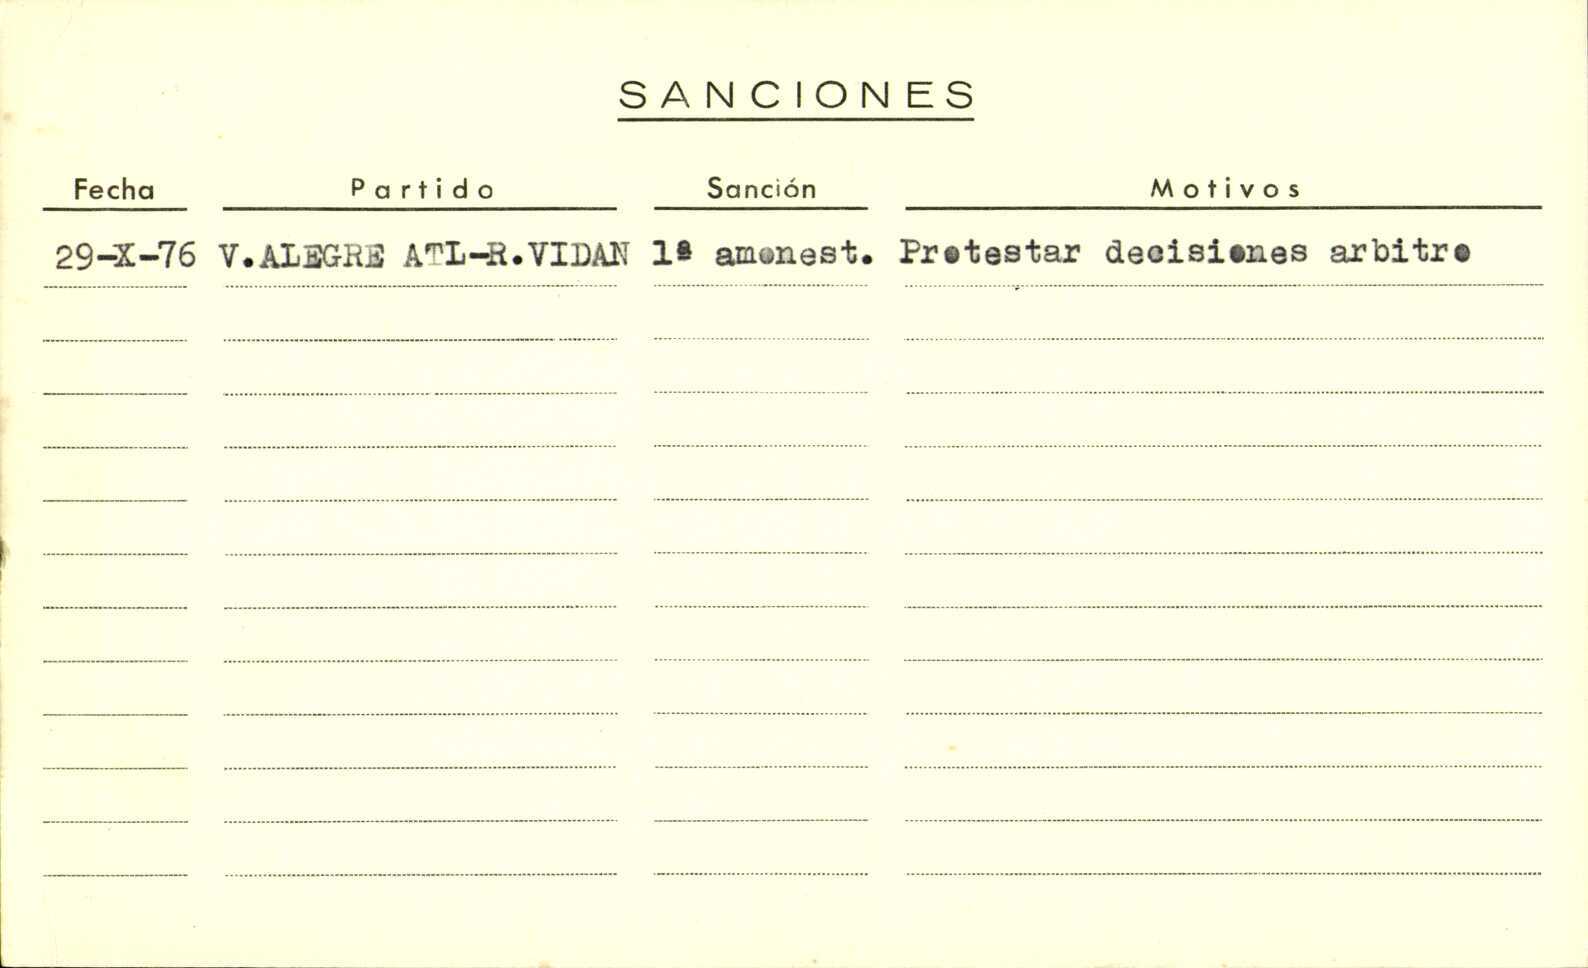 SANCIONES
Fecha Partido Sanción Motivos
29-X-76 V.ALEGRE ATL-R.VIDAN 1ª amonest. Protestar decisiones arbitro